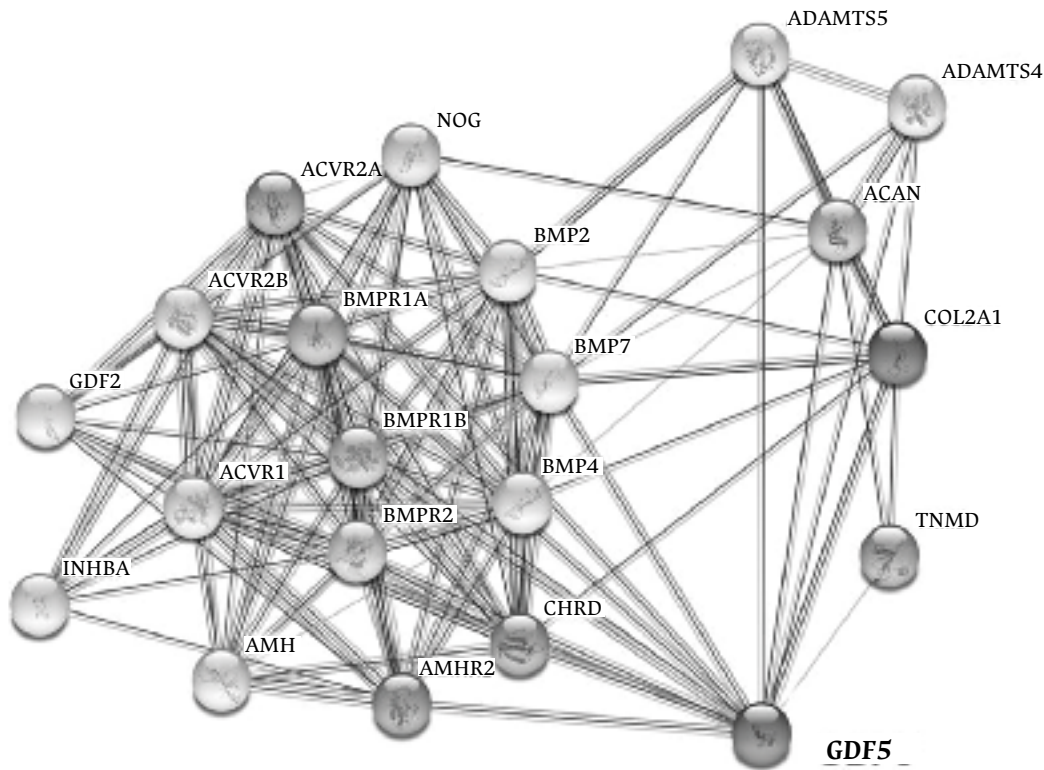 ADAMTS5
ADAMTS4
NOG
ACVR2A
ACAN
BMP2
ACVR2B
BMPR1A
COL2A1
BMP7
GDF2
BMPR1B
ACVR1
BMP4
BMPR2
TNMD
INHBA
CHRD
AMH
AMHR2
GDF5